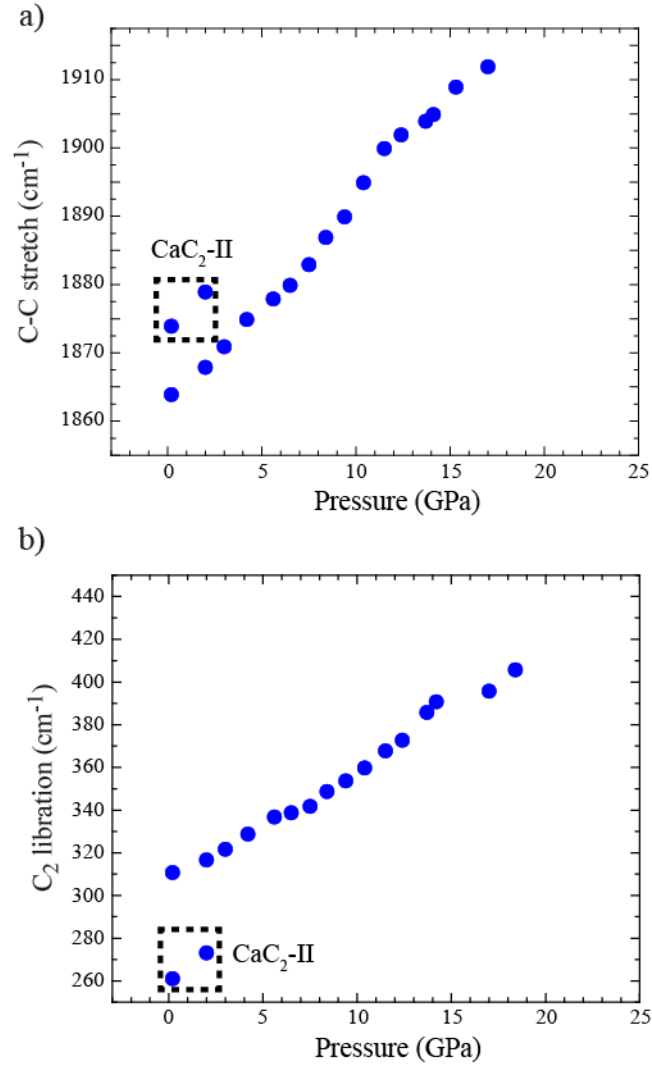 a)
1910
1900
1890
1880
1870
1860
C-C stretch (cm⁻¹)
CaC₂-II
0 5 10 15 20 25
Pressure (GPa)
b)
440
420
400
380
360
340
320
300
280
260
C₂ libration (cm⁻¹)
CaC₂-II
0 5 10 15 20 25
Pressure (GPa)